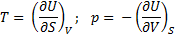 T = (∂U/∂S)_V ; p = −(∂U/∂V)_S